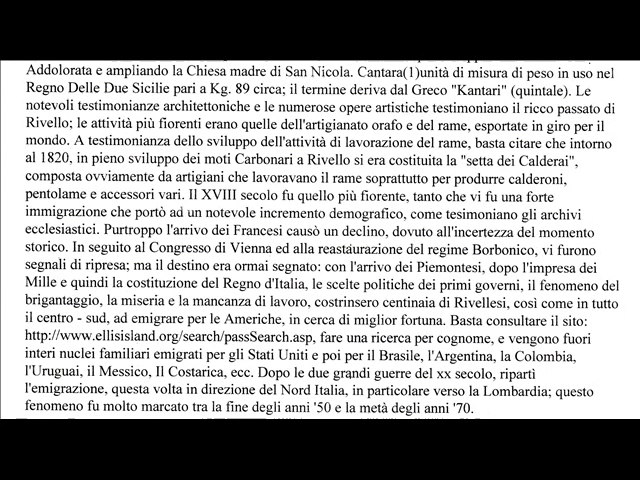 Addolorata e ampliando la Chiesa madre di San Nicola. Cantara(1)unità di misura di peso in uso nel
Regno Delle Due Sicilie pari a Kg. 89 circa; il termine deriva dal Greco "Kantari" (quintale). Le
notevoli testimonianze architettoniche e le numerose opere artistiche testimoniano il ricco passato di
Rivello; le attività più fiorenti erano quelle dell'artigianato orafo e del rame, esportate in giro per il
mondo. A testimonianza dello sviluppo dell'attività di lavorazione del rame, basta citare che intorno
al 1820, in pieno sviluppo dei moti Carbonari a Rivello si era costituita la "setta dei Calderai",
composta ovviamente da artigiani che lavoravano il rame soprattutto per produrre calderoni,
pentolame e accessori vari. Il XVIII secolo fu quello più fiorente, tanto che vi fu una forte
immigrazione che portò ad un notevole incremento demografico, come tesimoniano gli archivi
ecclesiastici. Purtroppo l'arrivo dei Francesi causò un declino, dovuto all'incertezza del momento
storico. In seguito al Congresso di Vienna ed alla reastaurazione del regime Borbonico, vi furono
segnali di ripresa; ma il destino era ormai segnato: con l'arrivo dei Piemontesi, dopo l'impresa dei
Mille e quindi la costituzione del Regno d'Italia, le scelte politiche dei primi governi, il fenomeno del
brigantaggio, la miseria e la mancanza di lavoro, costrinsero centinaia di Rivellesi, così come in tutto
il centro - sud, ad emigrare per le Americhe, in cerca di miglior fortuna. Basta consultare il sito:
http://www.ellisisland.org/search/passSearch.asp, fare una ricerca per cognome, e vengono fuori
interi nuclei familiari emigrati per gli Stati Uniti e poi per il Brasile, l'Argentina, la Colombia,
l'Uruguai, il Messico, Il Costarica, ecc. Dopo le due grandi guerre del xx secolo, ripartì
l'emigrazione, questa volta in direzione del Nord Italia, in particolare verso la Lombardia; questo
fenomeno fu molto marcato tra la fine degli anni '50 e la metà degli anni '70.